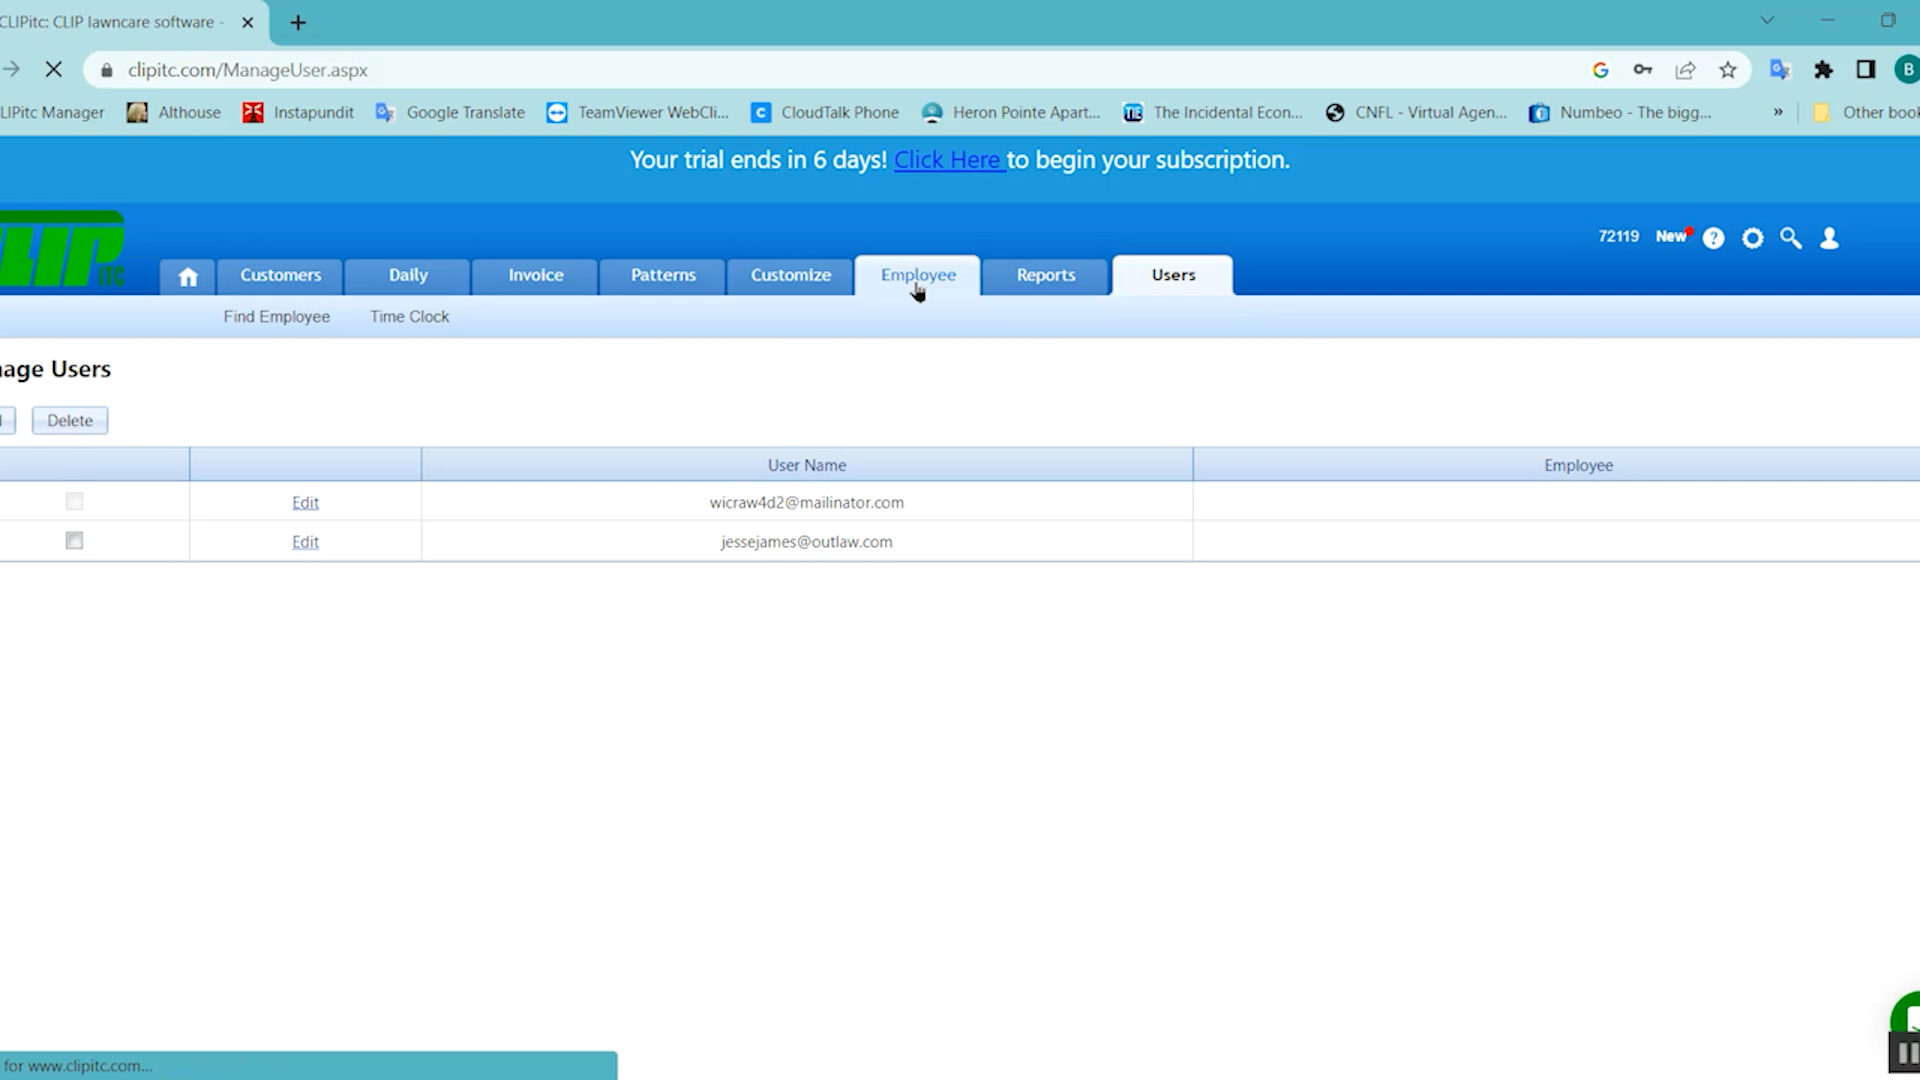 CLIPitc: CLIP lawncare software -
clipitc.com/ManageUser.aspx
LIPitc Manager Althouse Instapundit Google Translate TeamViewer WebCli... CloudTalk Phone Heron Pointe Apart... The Incidental Econ... CNFL - Virtual Agen... Numbeo - The bigg... » Other book
Your trial ends in 6 days! Click Here to begin your subscription.
LIP ITC
72119 New ?
Customers Daily Invoice Patterns Customize Employee Reports Users
Find Employee Time Clock
nage Users
Delete
User Name Employee
Edit wicraw4d2@mailinator.com
Edit jessejames@outlaw.com
for www.clipitc.com...